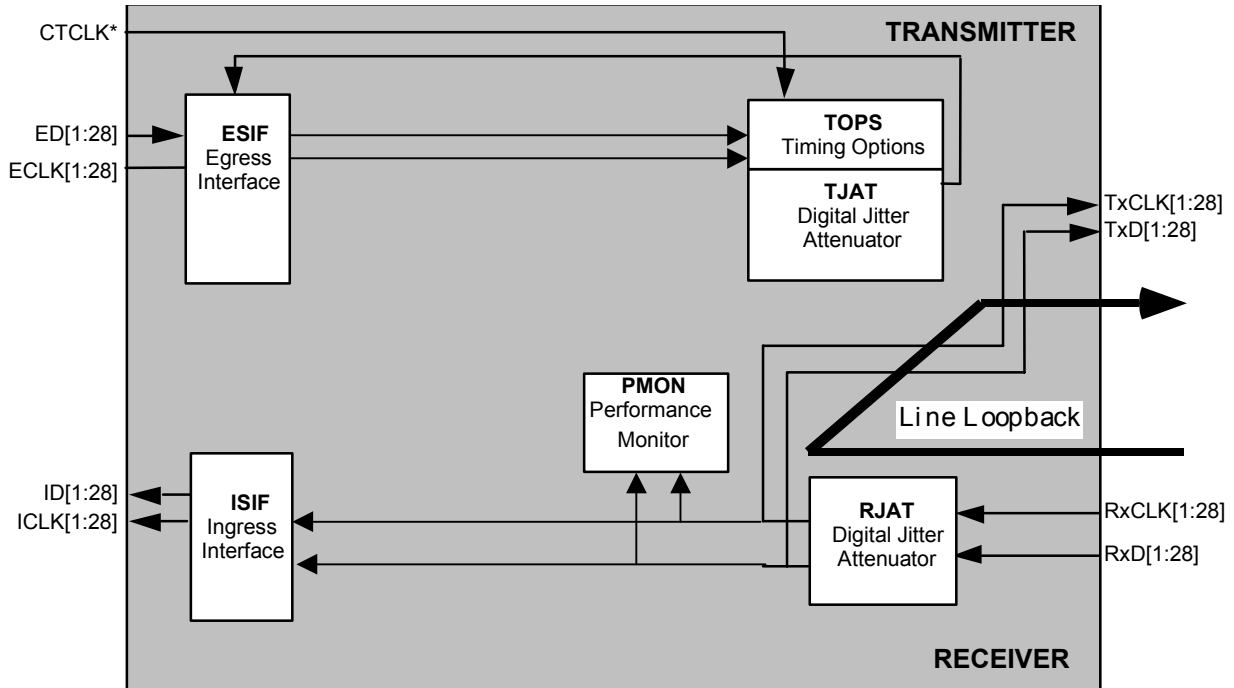 CTCLK*
TRANSMITTER
ED[1:28]
ECLK[1:28]
ESIF
Egress
Interface
TOPS
Timing Options
TJAT
Digital Jitter
Attenuator
TxCLK[1:28]
TxD[1:28]
PMON
Performance
Monitor
Line Loopback
ID[1:28]
ICLK[1:28]
ISIF
Ingress
Interface
RJAT
Digital Jitter
Attenuator
RxCLK[1:28]
RxD[1:28]
RECEIVER